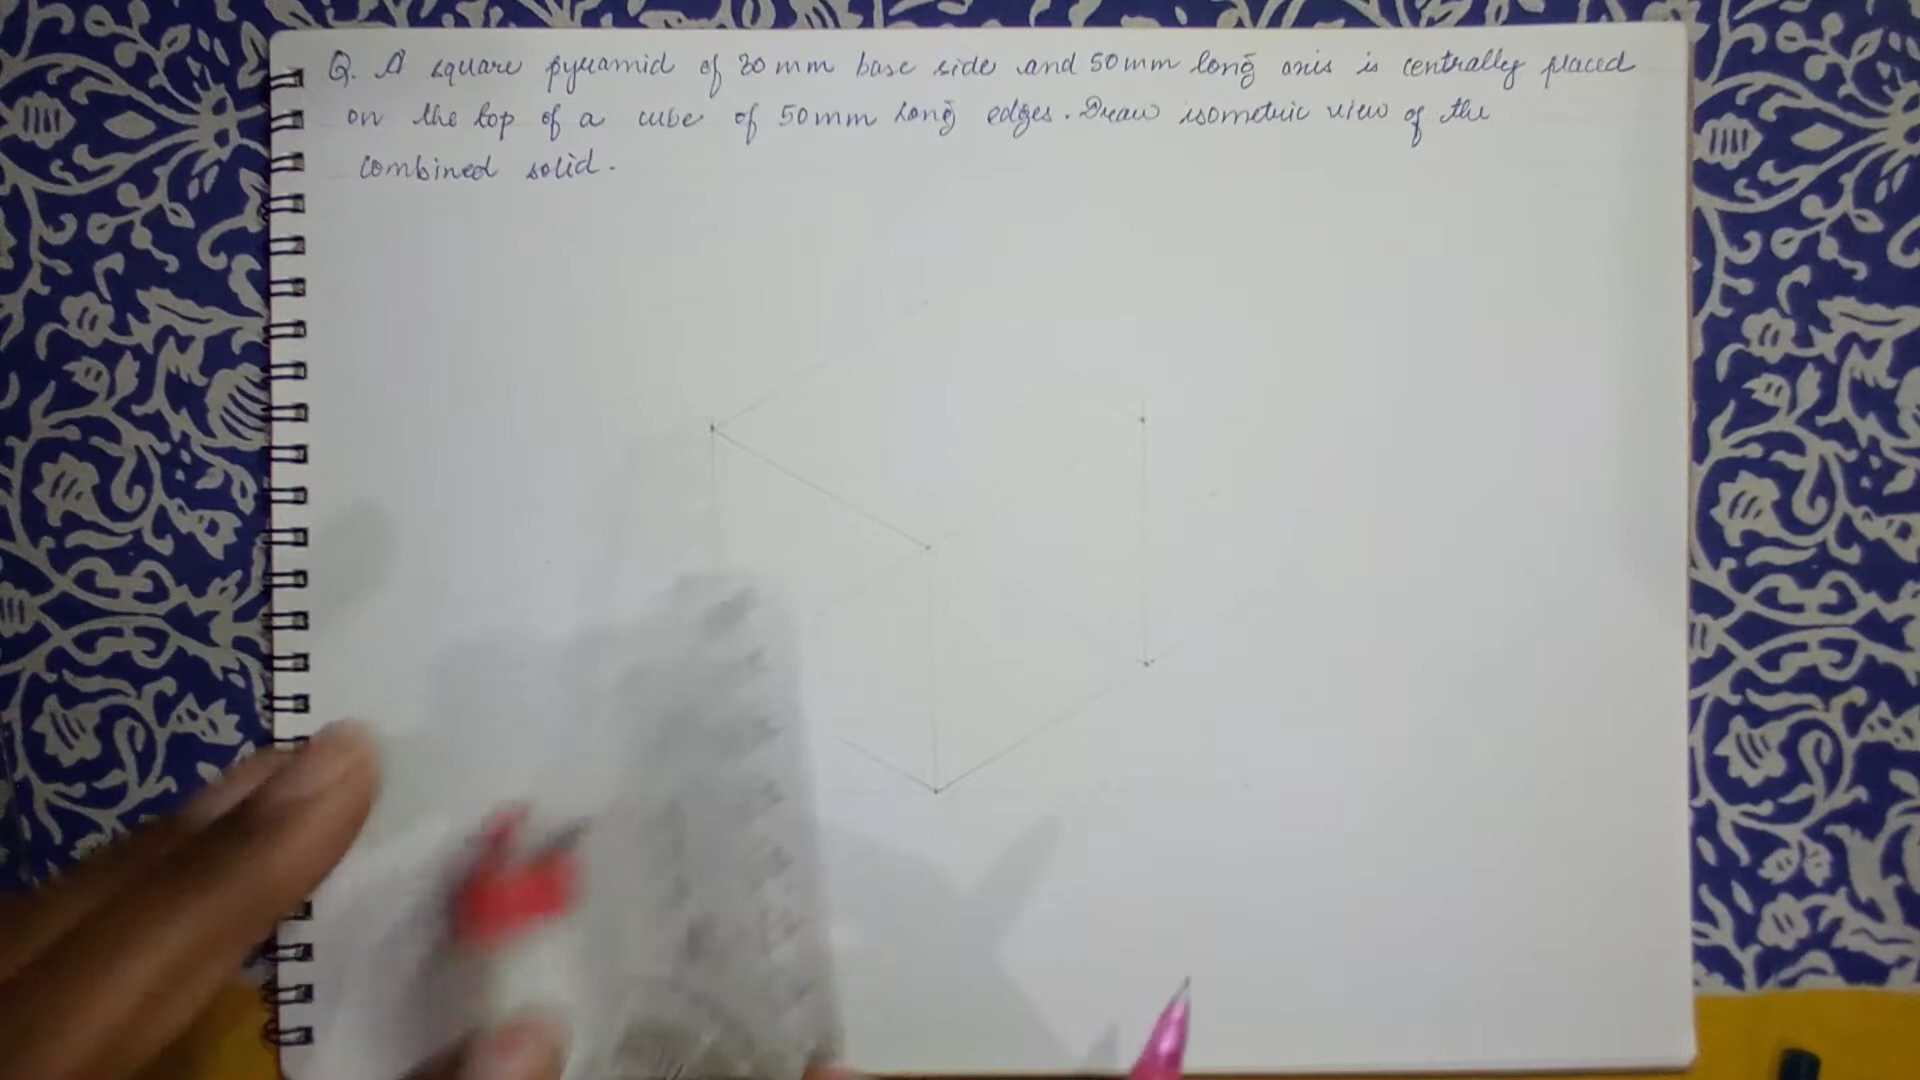 Q. A square pyramid of 30 mm base side and 50 mm long axis is centrally placed
on the top of a cube of 50 mm long edges. Draw isometric view of the
combined solid.